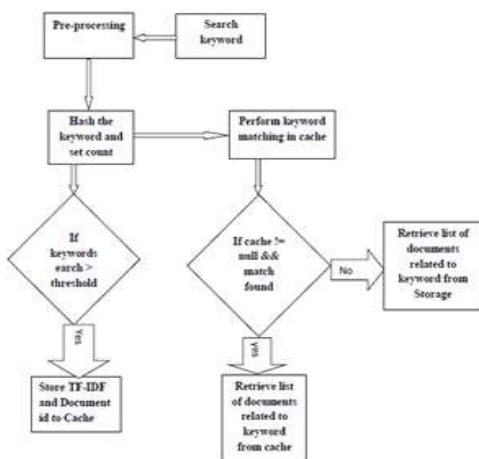 Pre-processing
Search
keyword
Hash the
keyword and
set count
Perform keyword
matching in cache
If
keywords
earch >
threshold
If cache !=
null &&
match
found
No
Retrieve list of
documents
related to
keyword from
Storage
Yes
yes
Store TF-IDF
and Document
id to Cache
Retrieve list
of documents
related to
keyword
from cache